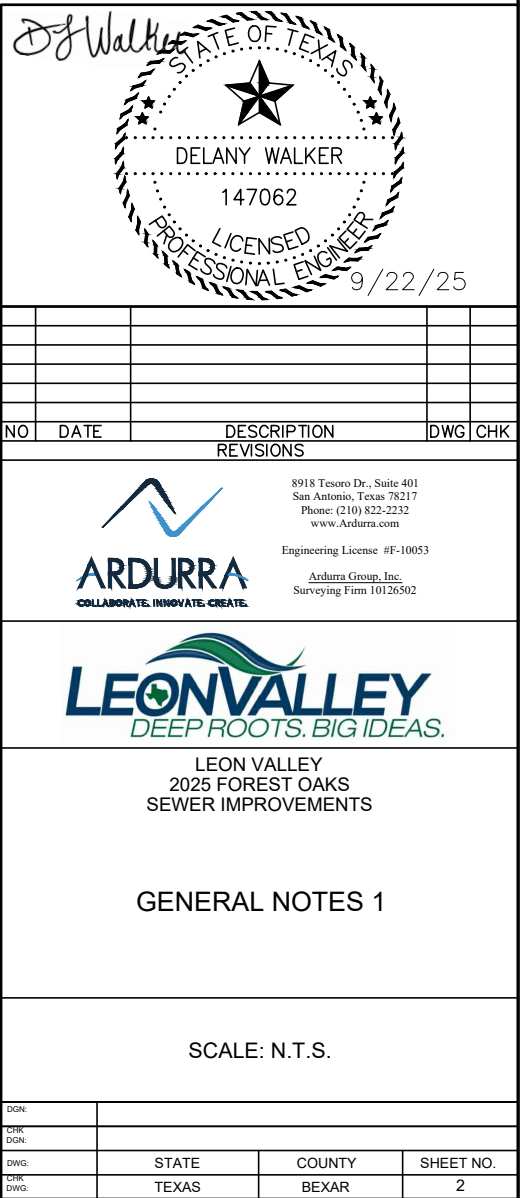 DJ Walker
STATE OF TEXAS
DELANY WALKER
147062
LICENSED
PROFESSIONAL ENGINEER
9/22/25
NO DATE DESCRIPTION DWG CHK
REVISIONS
8918 Tesoro Dr., Suite 401
San Antonio, Texas 78217
Phone: (210) 822-2232
www.Ardurra.com
Engineering License #F-10053
Ardurra Group, Inc.
Surveying Firm 10126502
ARDURRA
COLLABORATE. INNOVATE. CREATE.
LEON VALLEY
DEEP ROOTS. BIG IDEAS.
LEON VALLEY
2025 FOREST OAKS
SEWER IMPROVEMENTS
GENERAL NOTES 1
SCALE: N.T.S.
DGN:
CHK
DGN:
DWG: STATE COUNTY SHEET NO.
CHK
DWG: TEXAS BEXAR 2